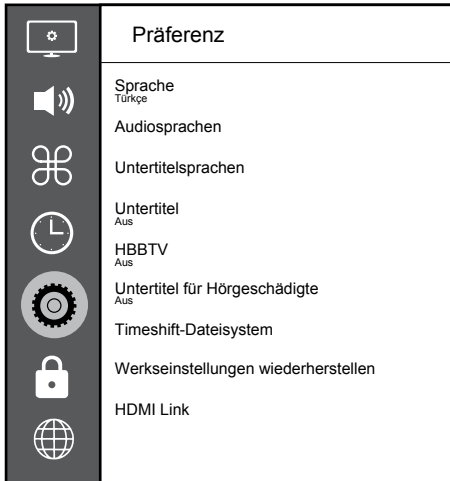 Präferenz
Sprache
Türkçe
Audiosprachen
Untertitelsprachen
Untertitel
Aus
HBBTV
Aus
Untertitel für Hörgeschädigte
Aus
Timeshift-Dateisystem
Werkseinstellungen wiederherstellen
HDMI Link